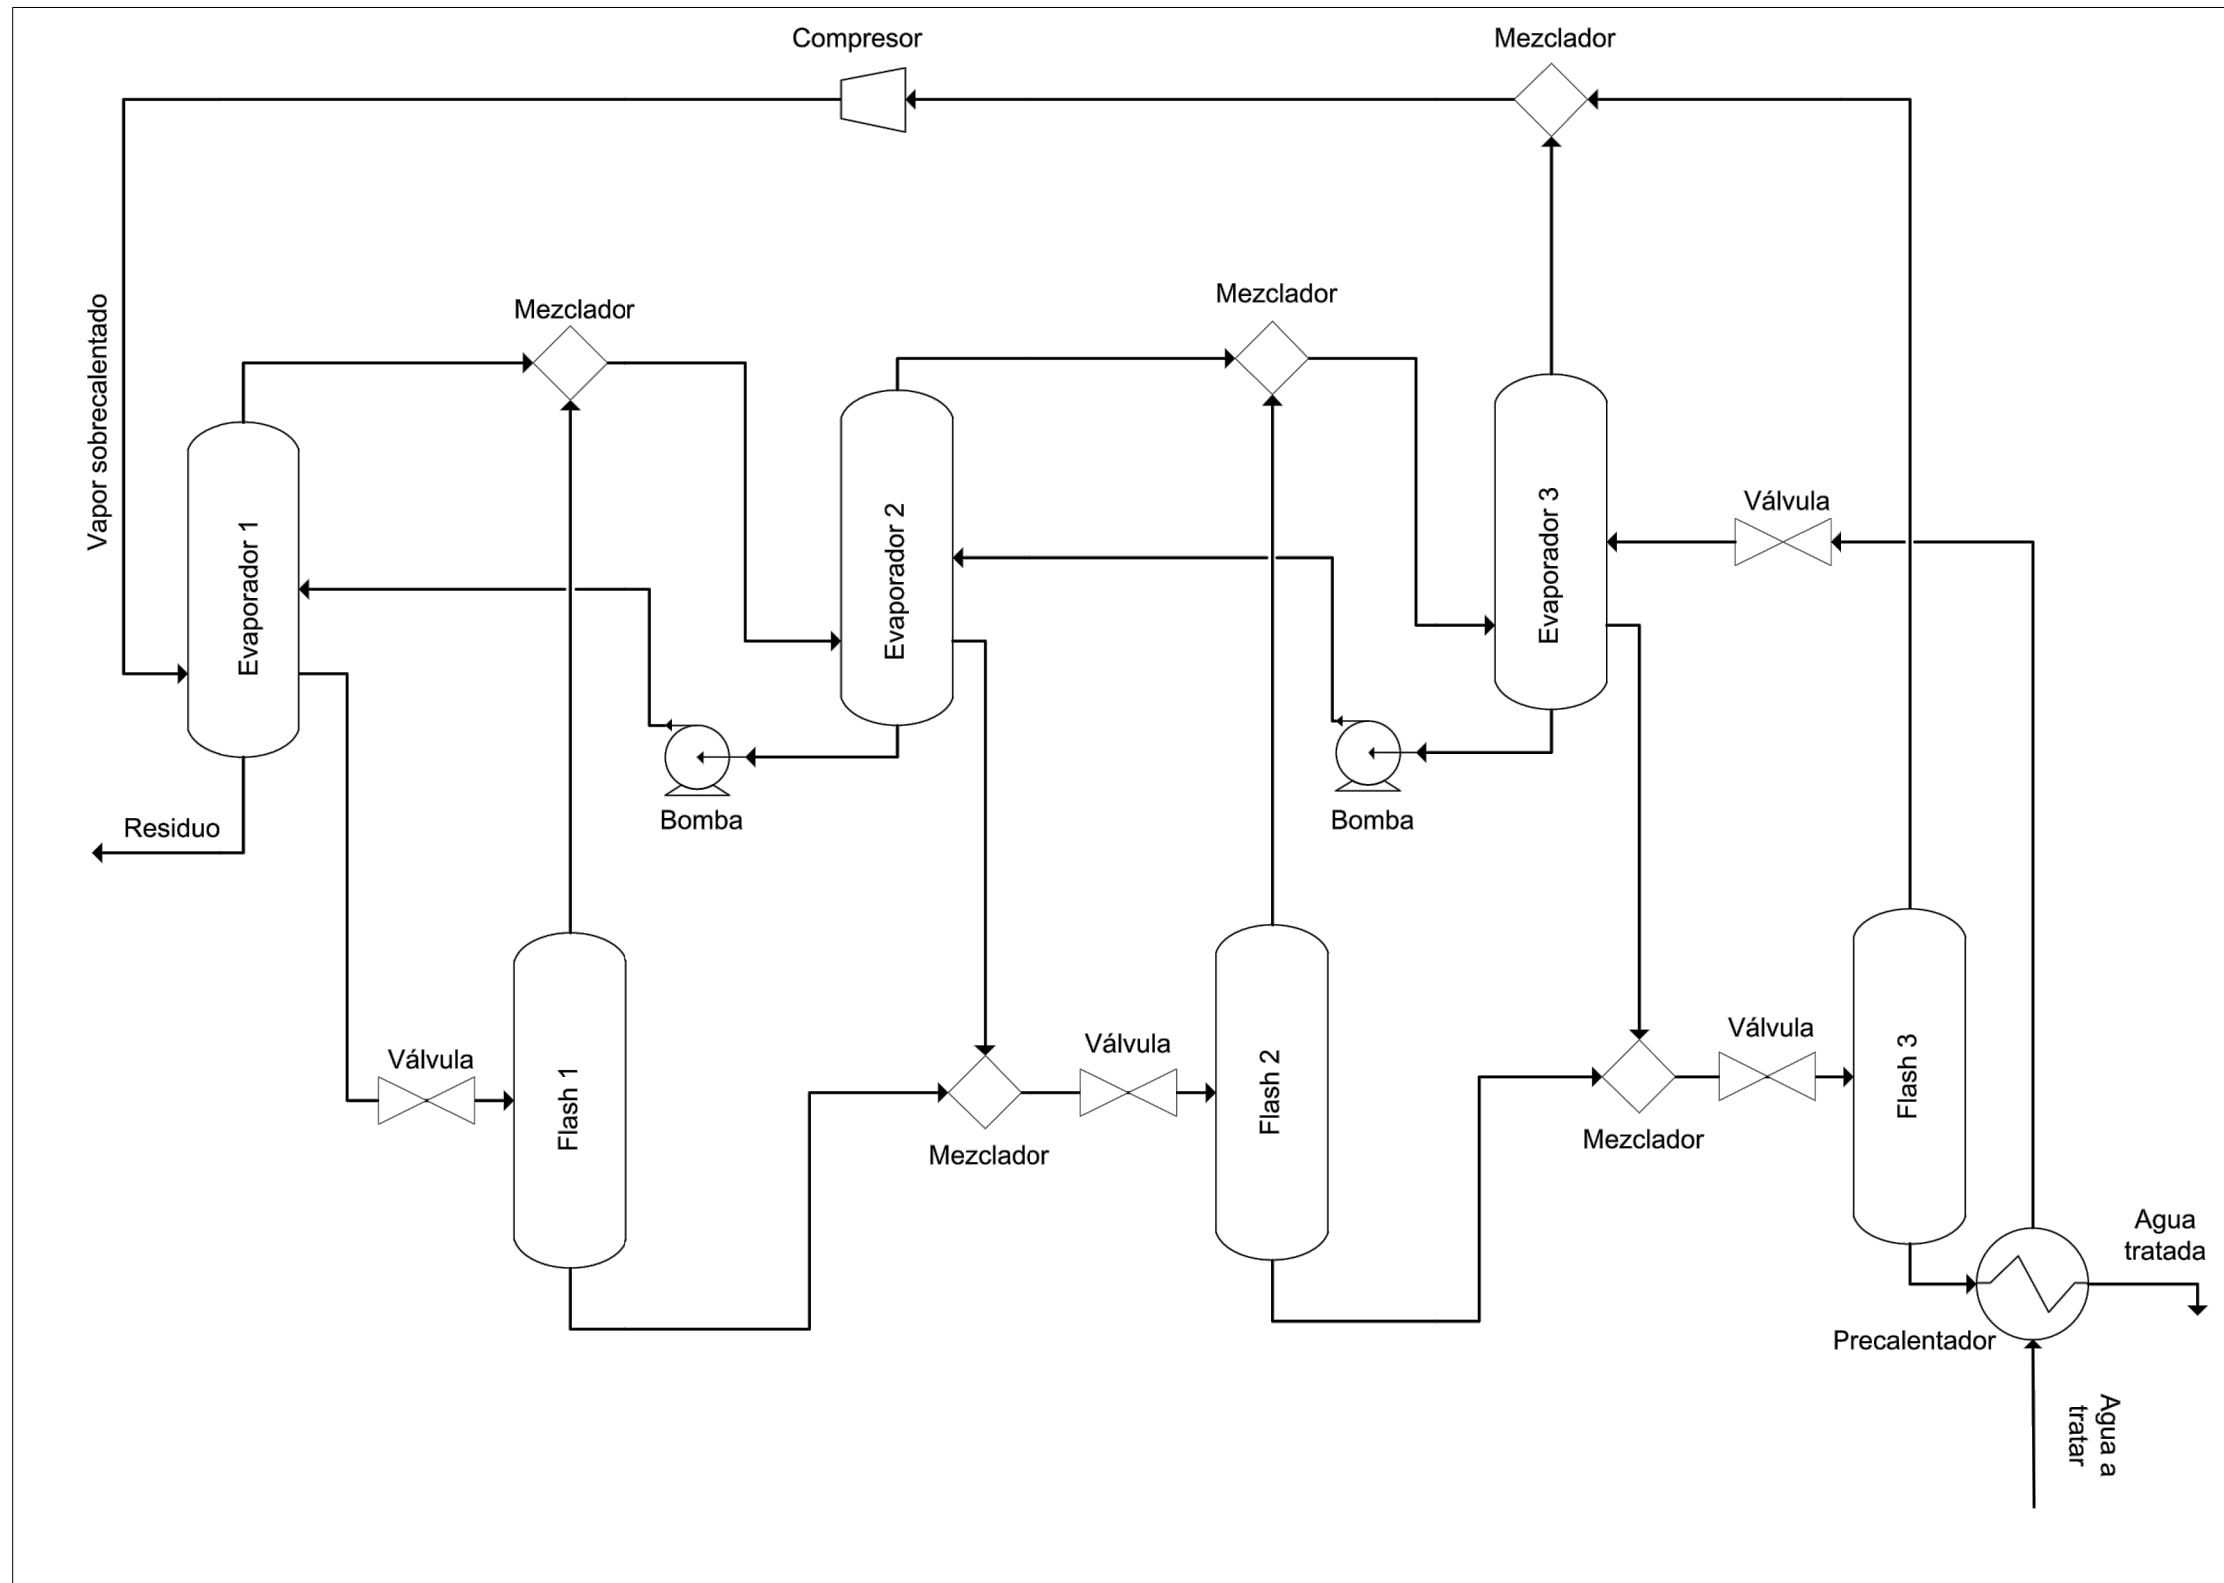 Compresor
Mezclador
Vapor sobrecalentado
Mezclador
Mezclador
Evaporador 1
Evaporador 2
Evaporador 3
Válvula
Residuo
Bomba
Bomba
Válvula
Flash 1
Mezclador
Válvula
Flash 2
Mezclador
Válvula
Flash 3
Precalentador
Agua
tratada
Agua a
tratar